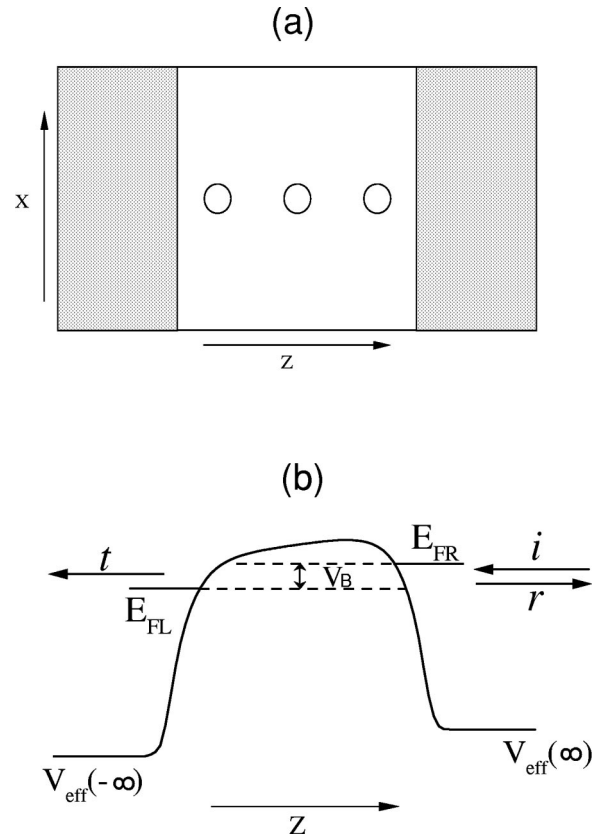 (a)
X
Z
(b)
t
E_FR
i
V_B
r
E_FL
V_eff(-∞)
V_eff(∞)
Z